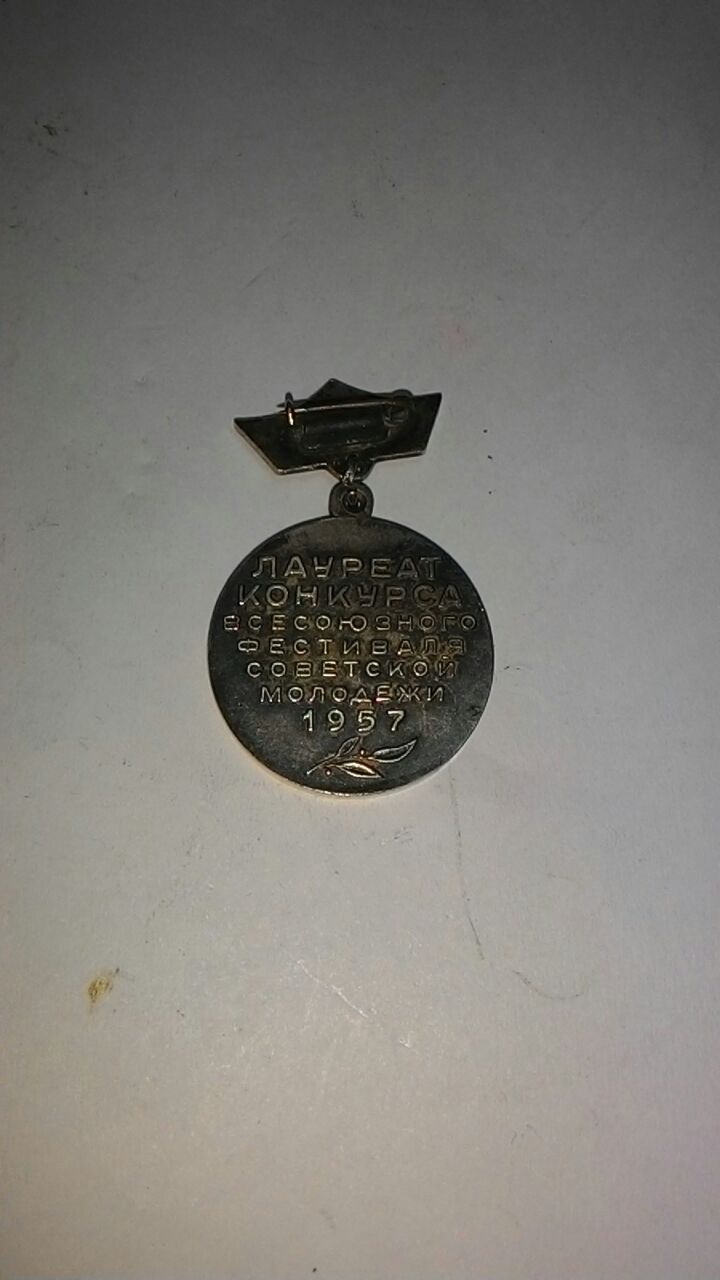 ЛАУРЕАТ
КОНКУРСА
ВСЕСОЮЗНОГО
ФЕСТИВАЛЯ
СОВЕТСКОЙ
МОЛОДЕЖИ
1957